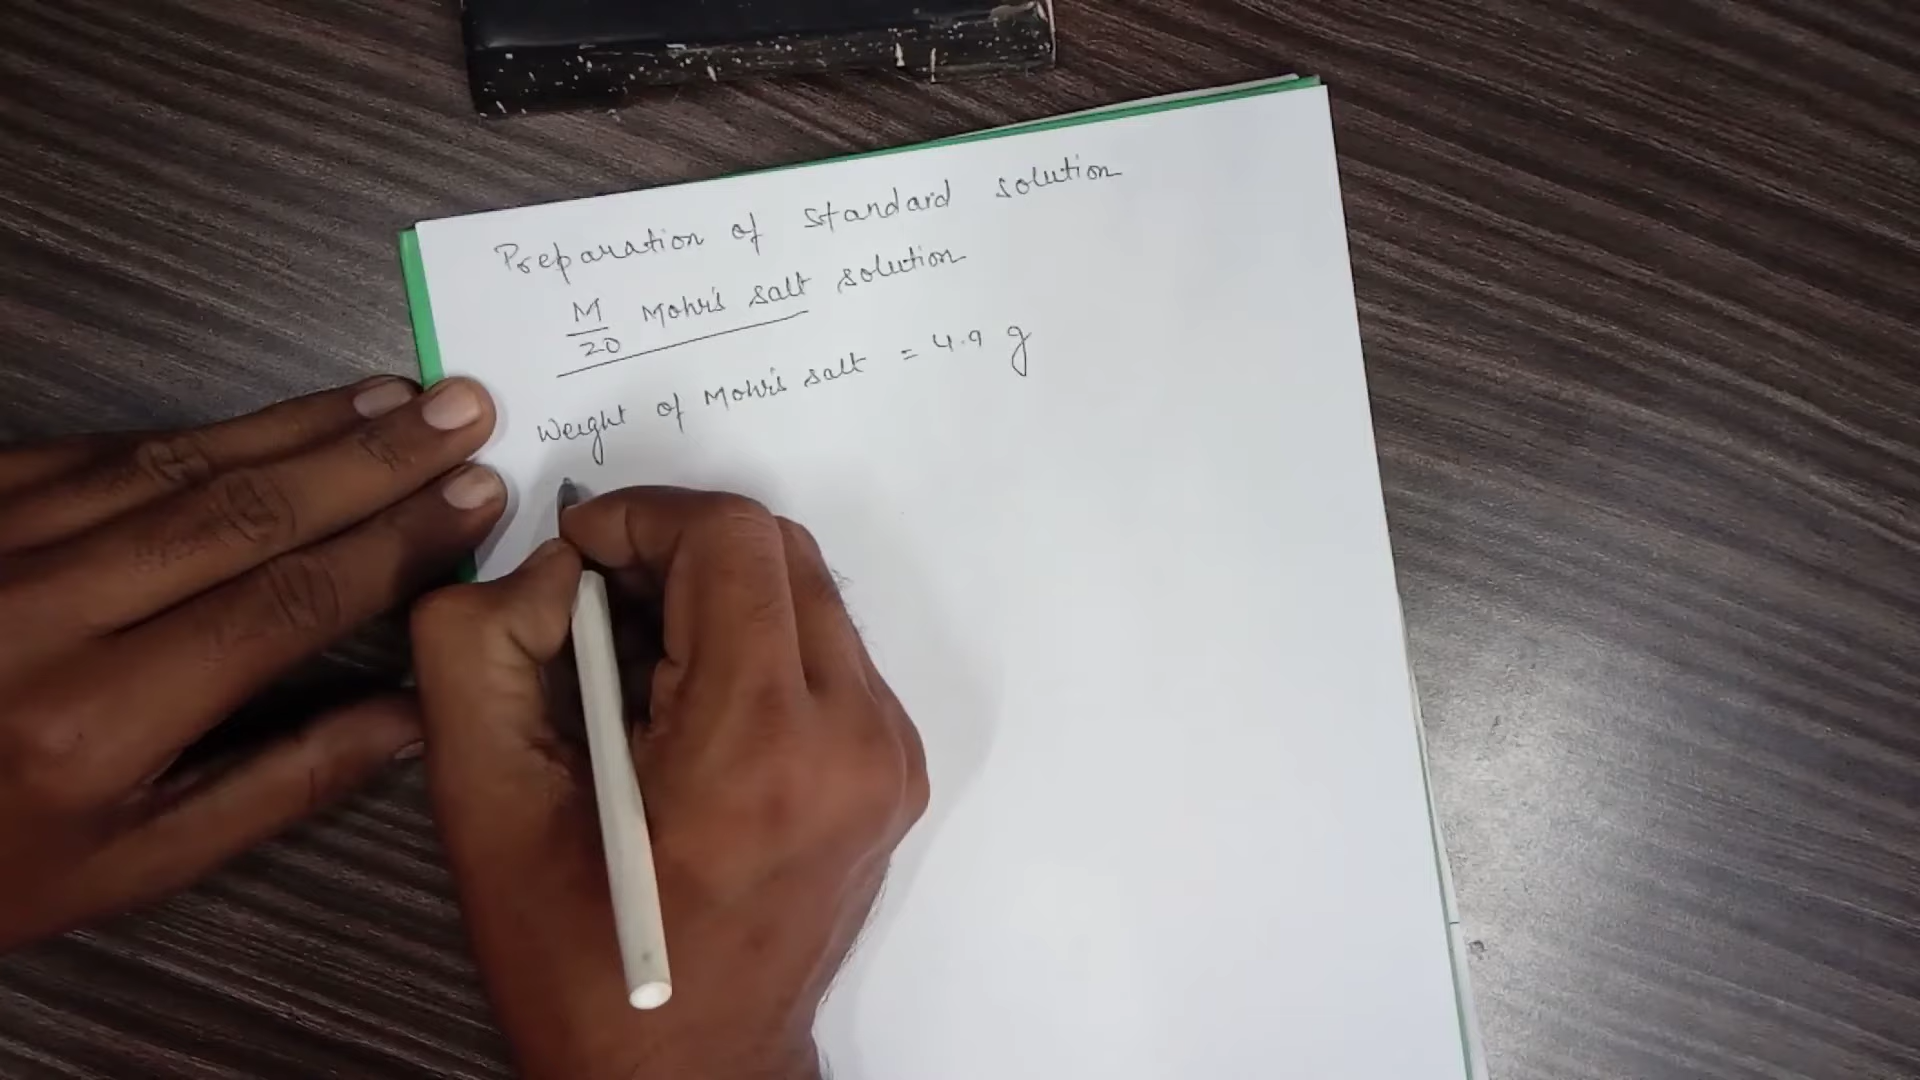 Preparation of standard solution
M/20 Mohr's salt solution
Weight of Mohr's salt = 4.9 g